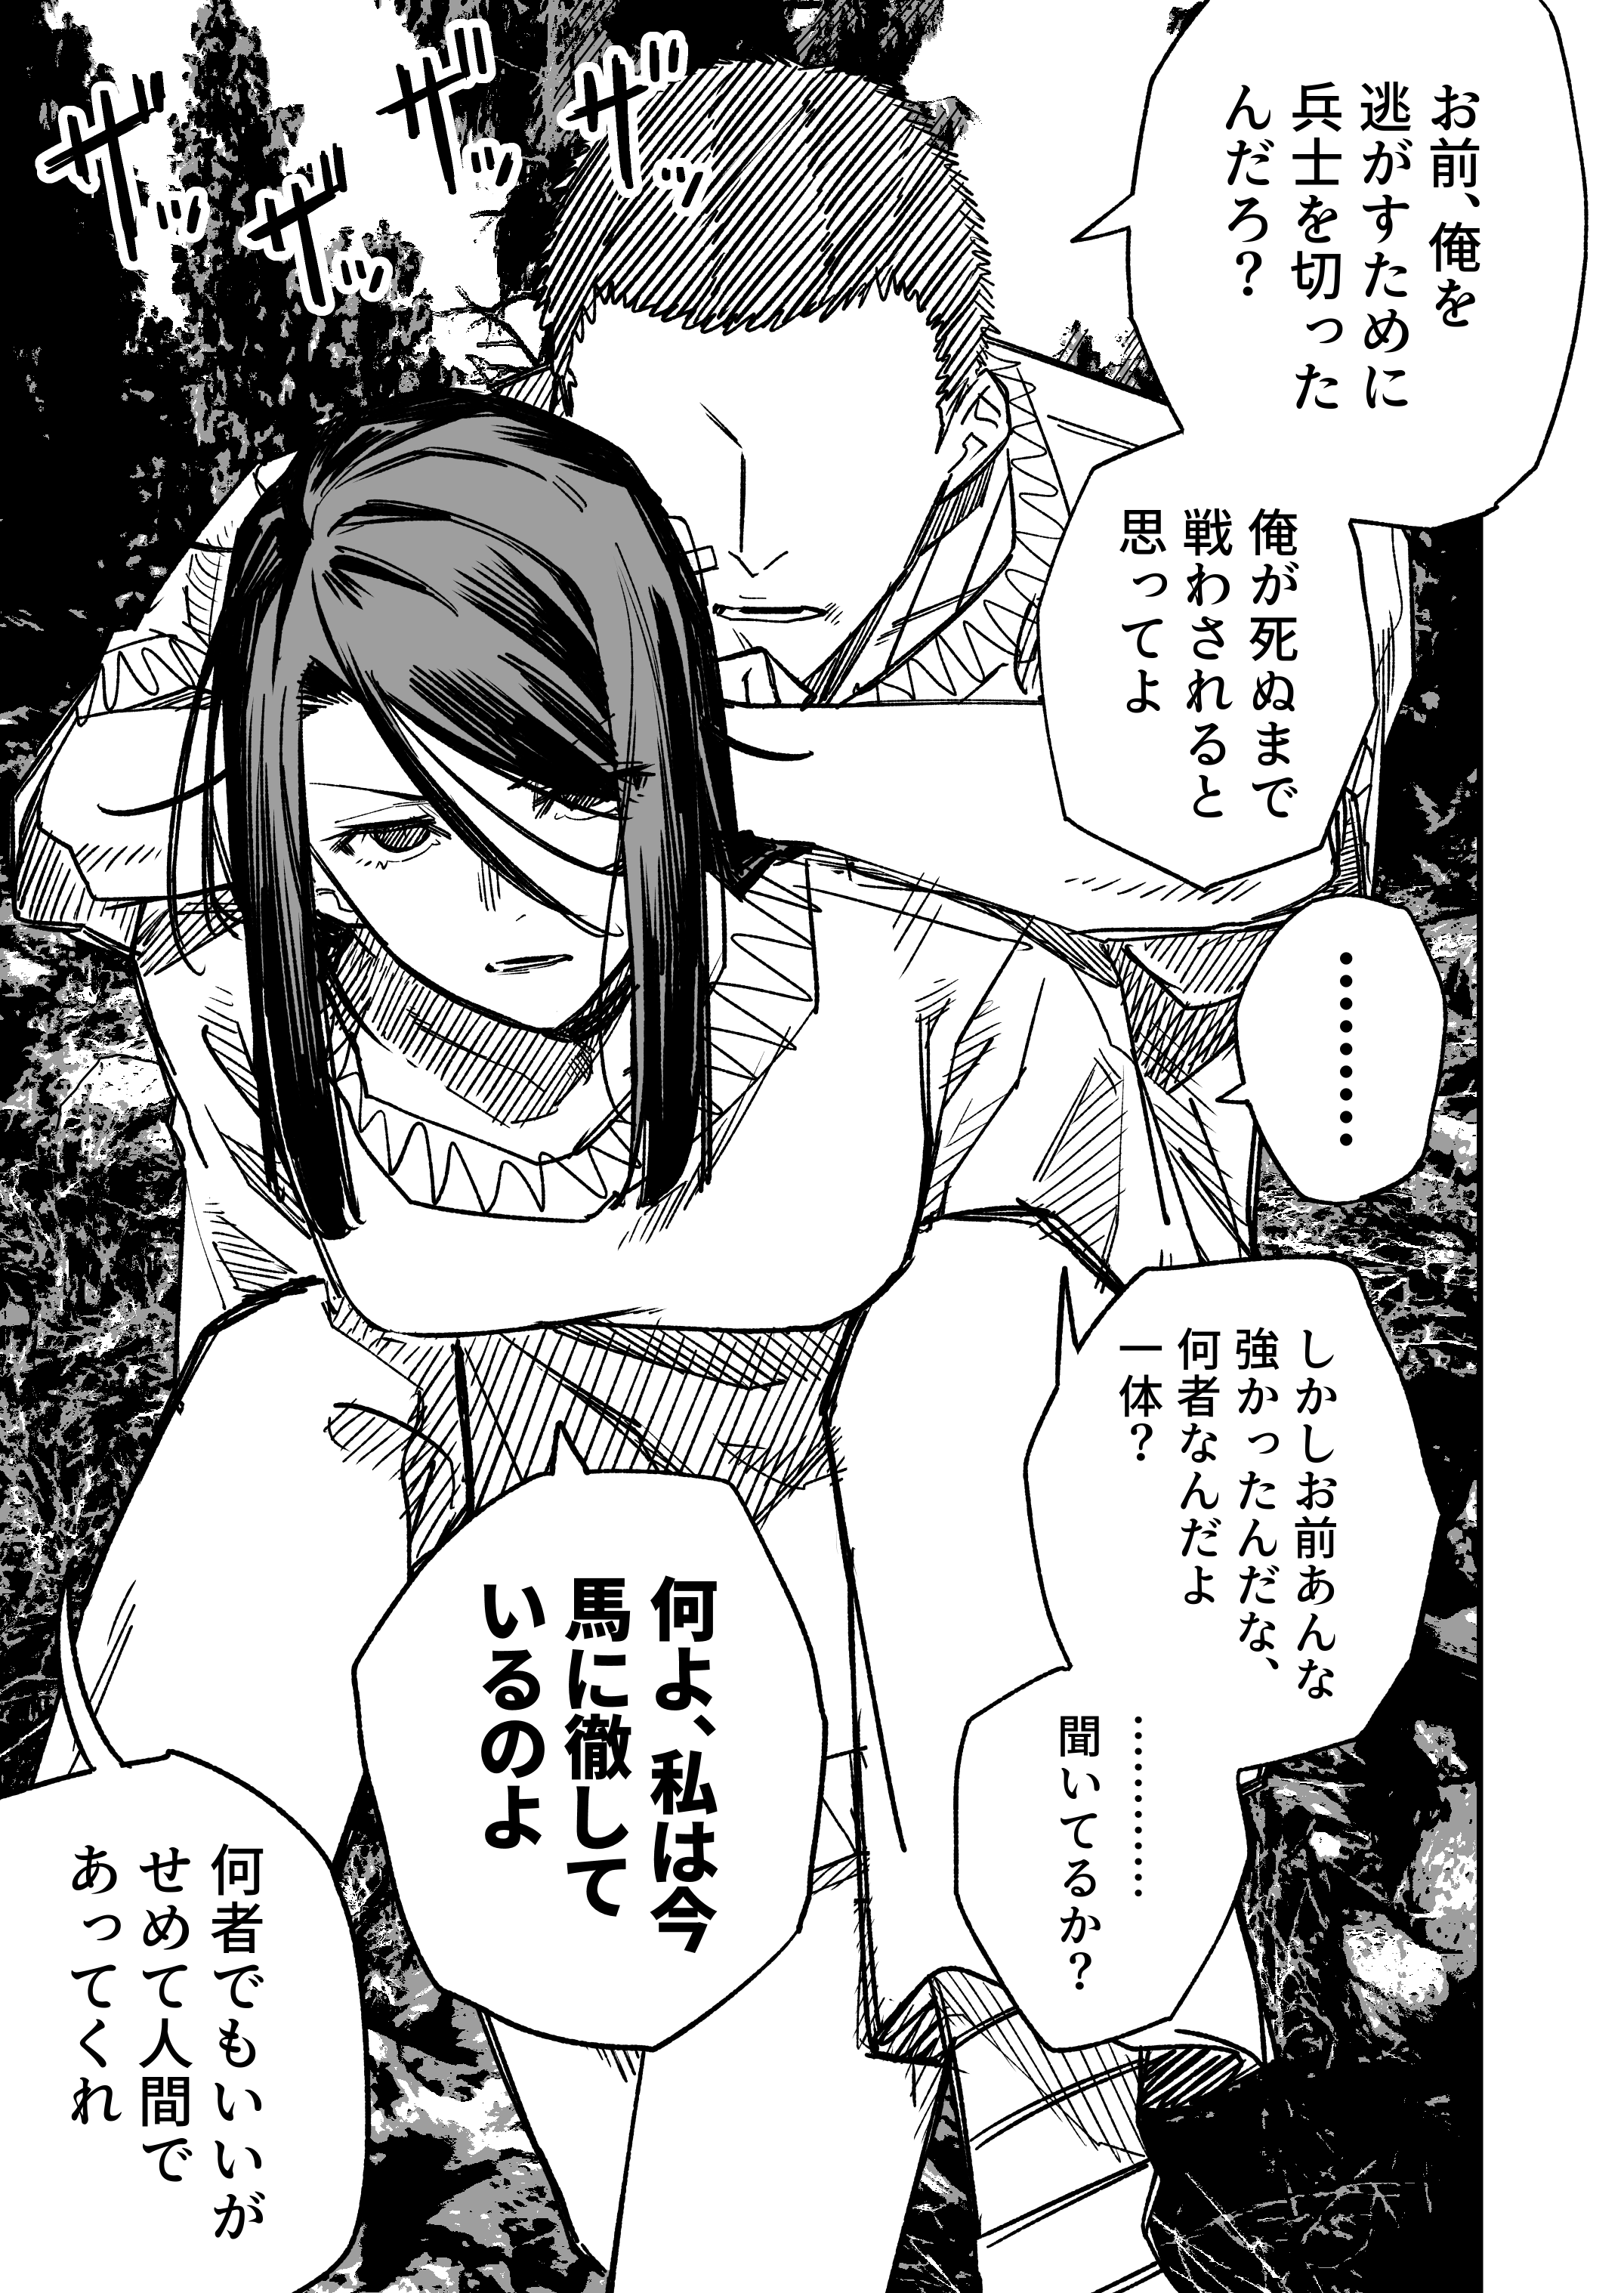 お前、俺を
逃がすために
兵士を切った
んだろ？
俺が死ぬまで
戦わされると
思ってよ
………
しかしお前あんな
強かったんだな、
何者なんだよ
一体？
…………
聞いてるか？
何よ、私は今
馬に徹して
いるのよ
何者でもいいが
せめて人間で
あってくれ
ザッ
ザッ
ザッ
ザッ